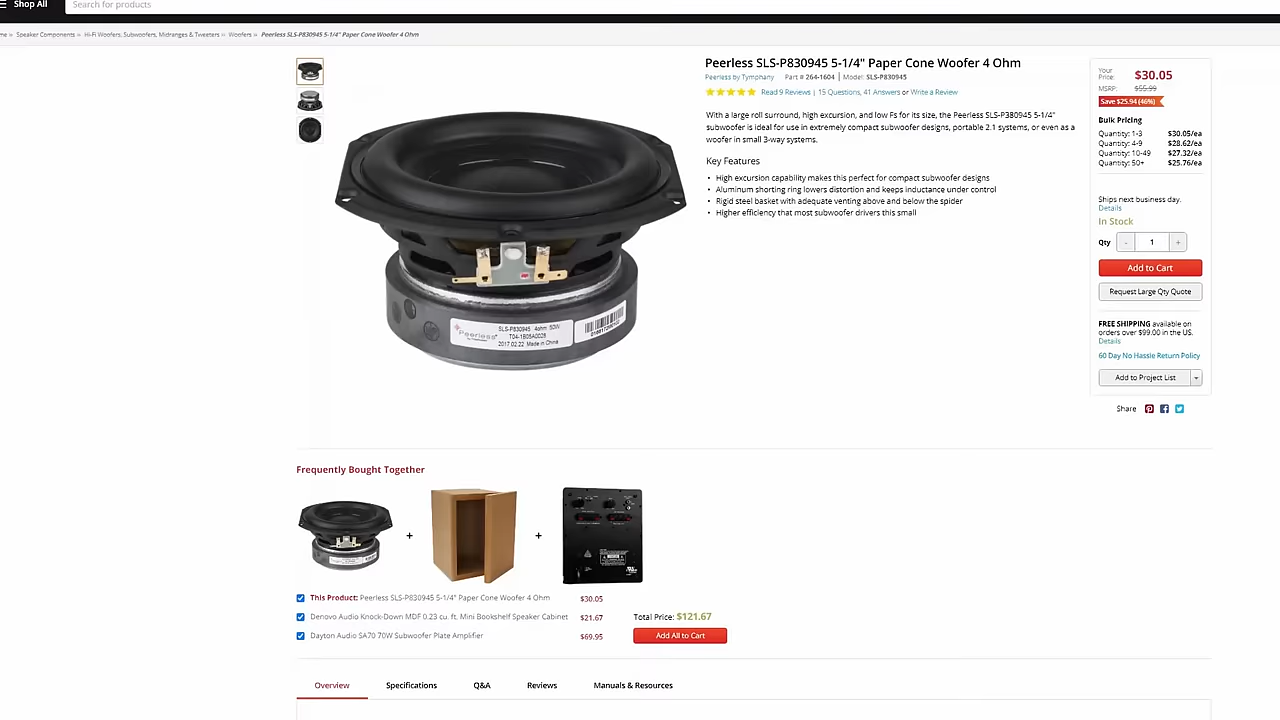 Shop All
Search for products
me » Speaker Components » Hi-Fi Woofers, Subwoofers, Midranges & Tweeters » Woofers » Peerless SLS-P830945 5-1/4" Paper Cone Woofer 4 Ohm
Peerless SLS-P830945 5-1/4" Paper Cone Woofer 4 Ohm
Peerless by Tymphany Part # 264-1604 | Model: SLS-P830945
Read 9 Reviews | 15 Questions, 41 Answers or Write a Review
With a large roll surround, high excursion, and low Fs for its size, the Peerless SLS-P3B0945 5-1/4"
subwoofer is ideal for use in extremely compact subwoofer designs, portable 2.1 systems, or even as a
woofer in small 3-way systems.
Key Features
• High excursion capability makes this perfect for compact subwoofer designs
• Aluminum shorting ring lowers distortion and keeps inductance under control
• Rigid steel basket with adequate venting above and below the spider
• Higher efficiency that most subwoofer drivers this small
Your Price: $30.05
MSRP: $55.99
Save $25.94 (46%)
Bulk Pricing
Quantity: 1-3 $30.05/ea
Quantity: 4-9 $28.62/ea
Quantity: 10-49 $27.32/ea
Quantity: 50+ $25.76/ea
Ships next business day.
Details
In Stock
Qty - 1 +
Add to Cart
Request Large Qty Quote
FREE SHIPPING available on
orders over $99.00 in the US.
Details
60 Day No Hassle Return Policy
Add to Project List
Share
Peerless
by Tymphany
SLS-P830945 4ohm 50W
2017.02.22 Made in China
Frequently Bought Together
+ +
This Product: Peerless SLS-P830945 5-1/4" Paper Cone Woofer 4 Ohm $30.05
Denovo Audio Knock-Down MDF 0.23 cu. ft. Mini Bookshelf Speaker Cabinet $21.67
Total Price: $121.67
Dayton Audio SA70 70W Subwoofer Plate Amplifier $69.95
Add All to Cart
Overview Specifications Q&A Reviews Manuals & Resources